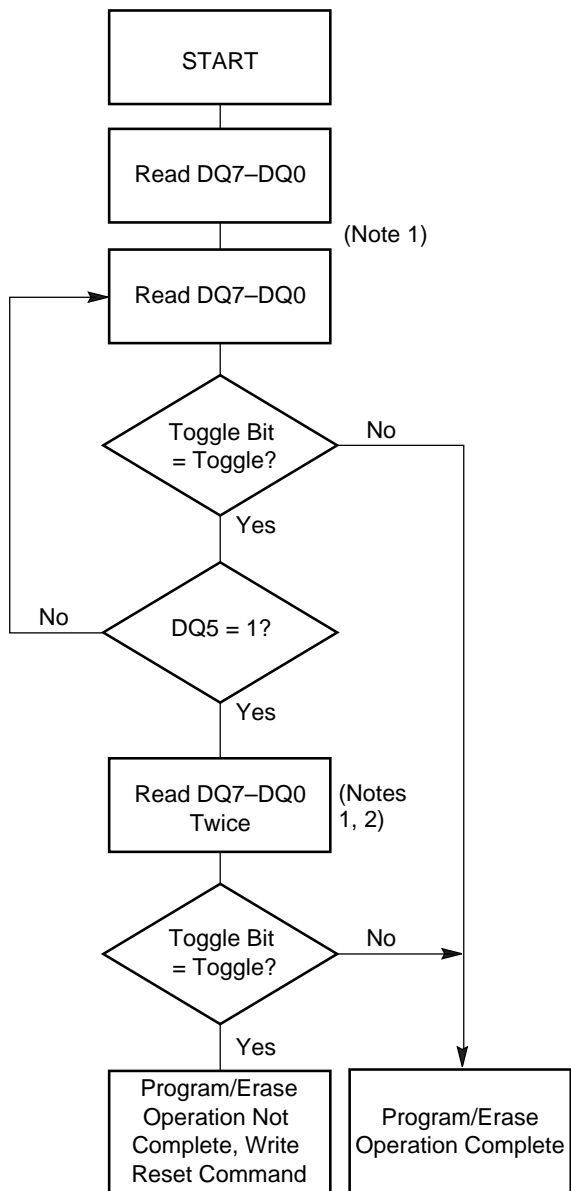 START
Read DQ7–DQ0
(Note 1)
Read DQ7–DQ0
Toggle Bit
= Toggle?
No
Yes
No
DQ5 = 1?
Yes
Read DQ7–DQ0
Twice
(Notes
1, 2)
Toggle Bit
= Toggle?
No
Yes
Program/Erase
Operation Not
Complete, Write
Reset Command
Program/Erase
Operation Complete